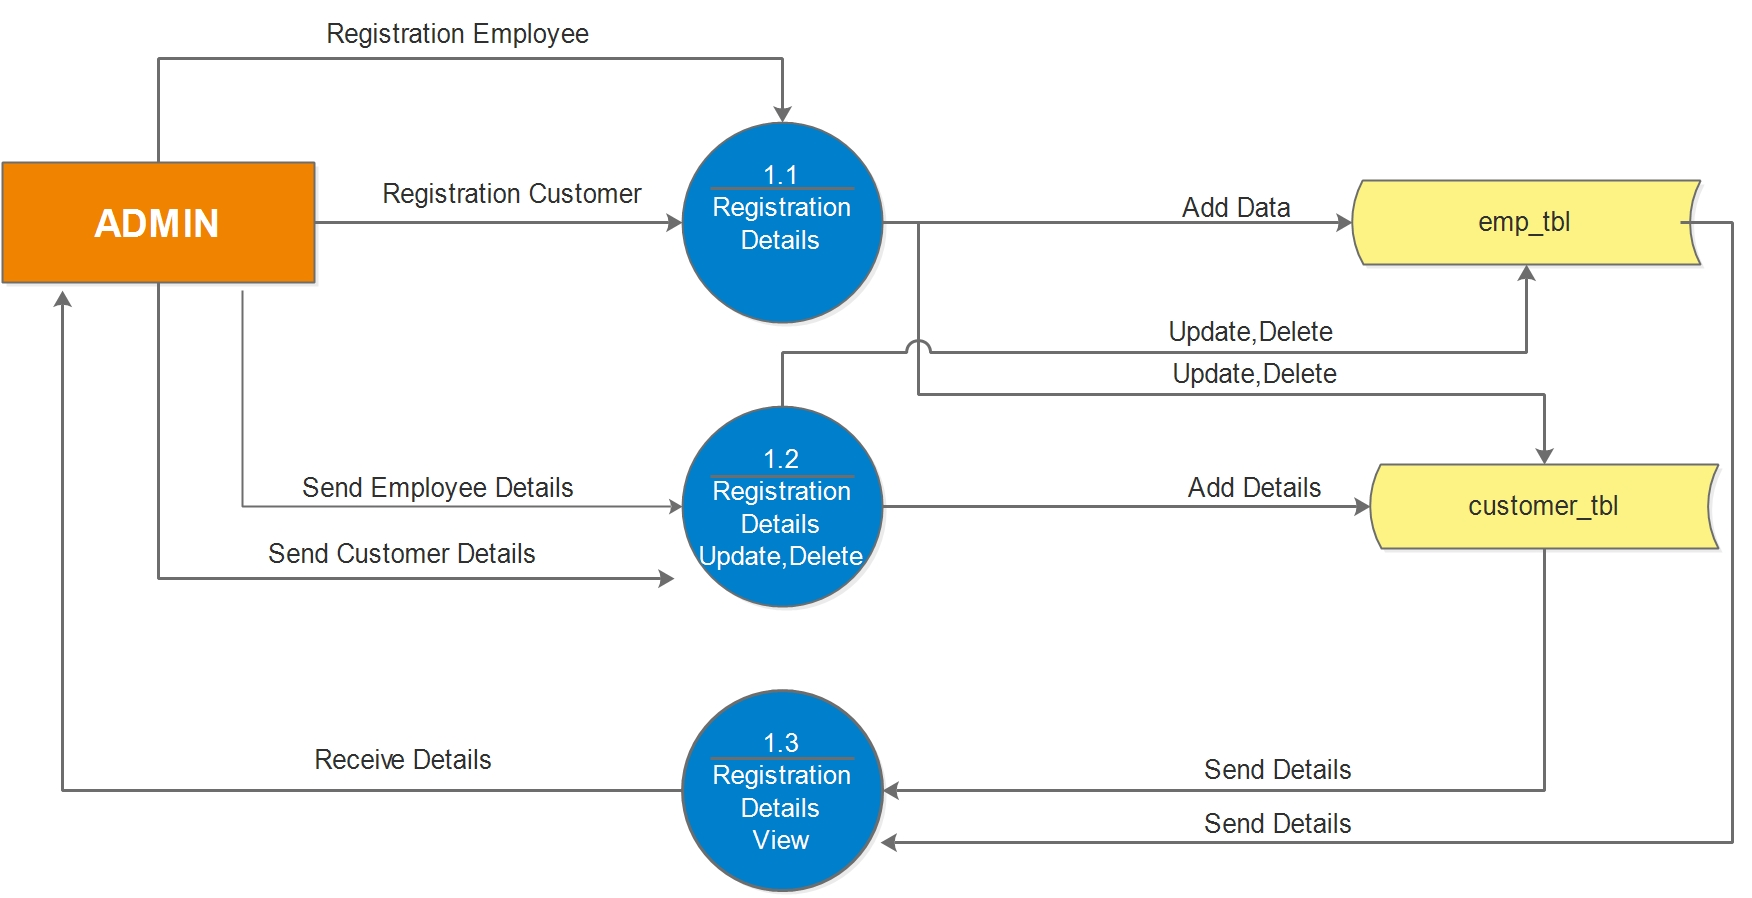 Registration Employee
ADMIN
Registration Customer
1.1
Registration
Details
Add Data
emp_tbl
Update,Delete
Update,Delete
Send Employee Details
Send Customer Details
1.2
Registration
Details
Update,Delete
Add Details
customer_tbl
Receive Details
1.3
Registration
Details
View
Send Details
Send Details